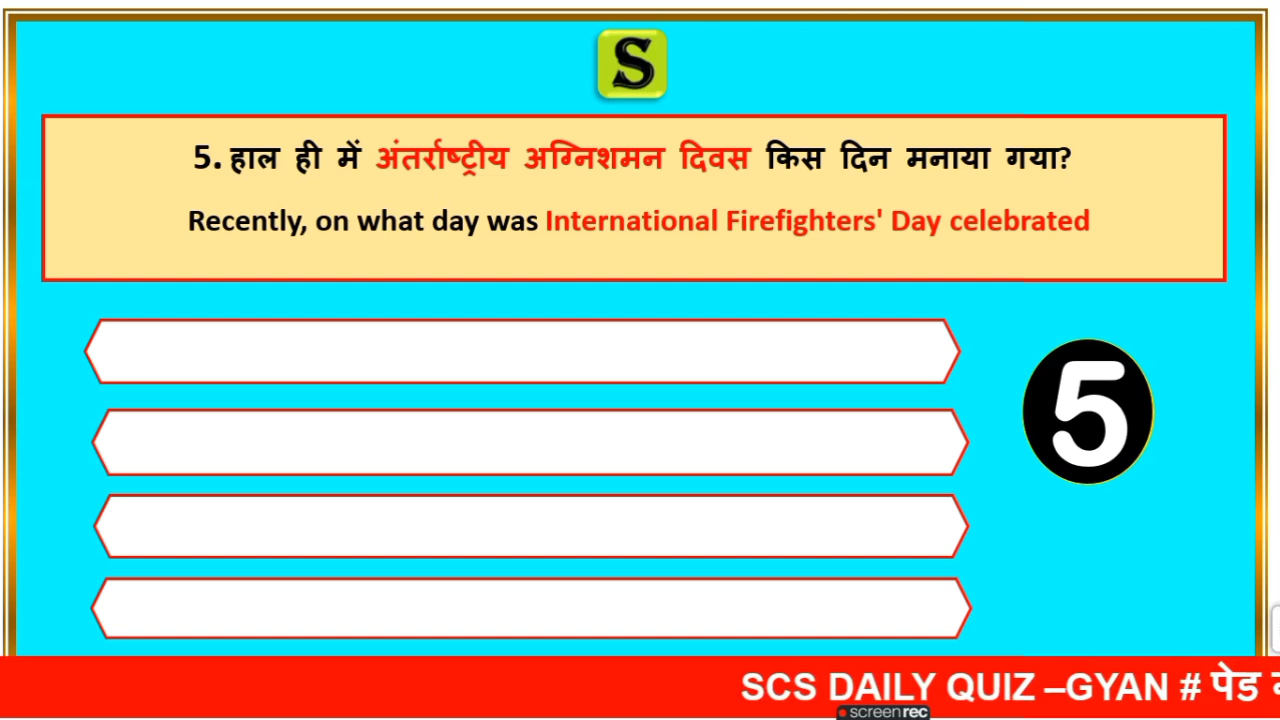 S
5. हाल ही में अंतर्राष्ट्रीय अग्निशमन दिवस किस दिन मनाया गया?
Recently, on what day was International Firefighters' Day celebrated
5
SCS DAILY QUIZ –GYAN # पेड
screenrec